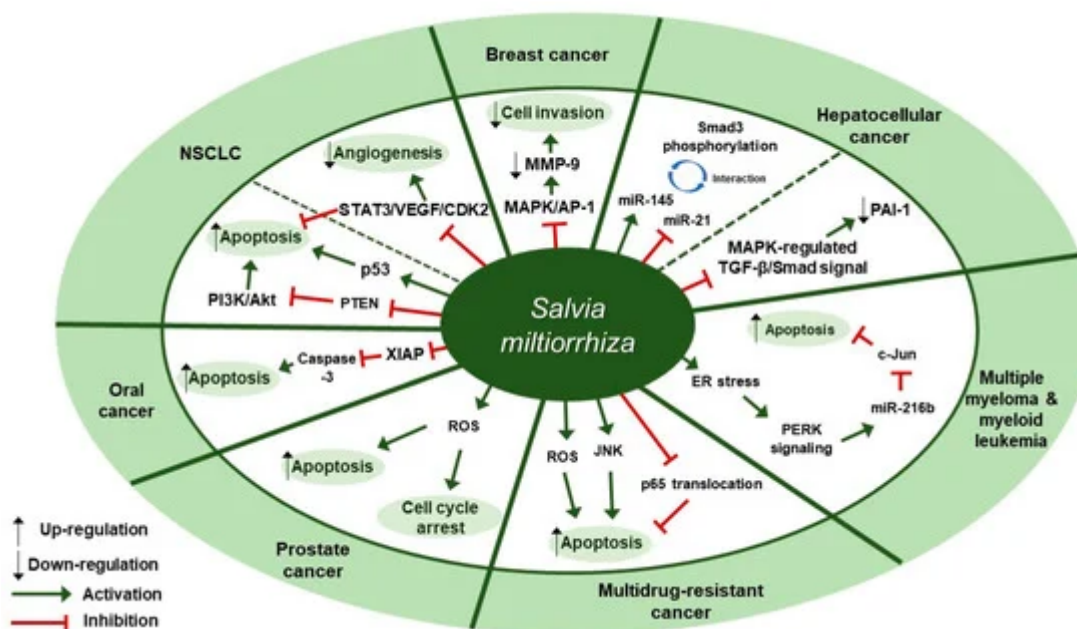 Breast cancer
Cell invasion
MMP-9
MAPK/AP-1
Hepatocellular
cancer
Smad3
phosphorylation
Interaction
miR-145
miR-21
PAI-1
MAPK-regulated
TGF-β/Smad signal
NSCLC
Angiogenesis
STAT3/VEGF/CDK2
Apoptosis
p53
PI3K/Akt
PTEN
Salvia
miltiorrhiza
Oral
cancer
Apoptosis
Caspase
-3
XIAP
Apoptosis
c-Jun
ER stress
miR-216b
PERK
signaling
Multiple
myeloma &
myeloid
leukemia
ROS
Apoptosis
Cell cycle
arrest
Prostate
cancer
ROS
JNK
p65 translocation
Apoptosis
Multidrug-resistant
cancer
Up-regulation
Down-regulation
Activation
Inhibition